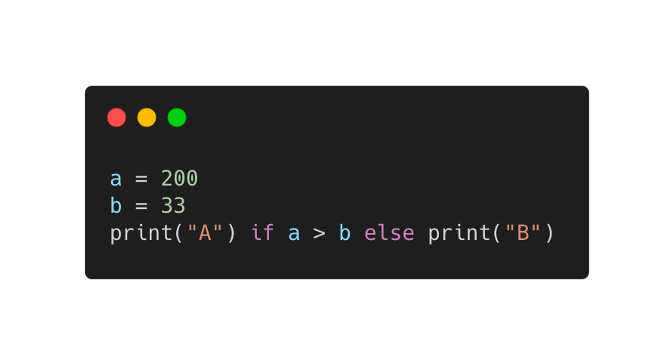 a = 200
b = 33
print("A") if a > b else print("B")